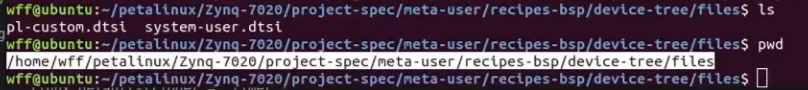 wff@ubuntu:~/petalinux/Zynq-7020/project-spec/meta-user/recipes-bsp/device-tree/files$ ls
pl-custom.dtsi  system-user.dtsi
wff@ubuntu:~/petalinux/Zynq-7020/project-spec/meta-user/recipes-bsp/device-tree/files$ pwd
/home/wff/petalinux/Zynq-7020/project-spec/meta-user/recipes-bsp/device-tree/files
wff@ubuntu:~/petalinux/Zynq-7020/project-spec/meta-user/recipes-bsp/device-tree/files$